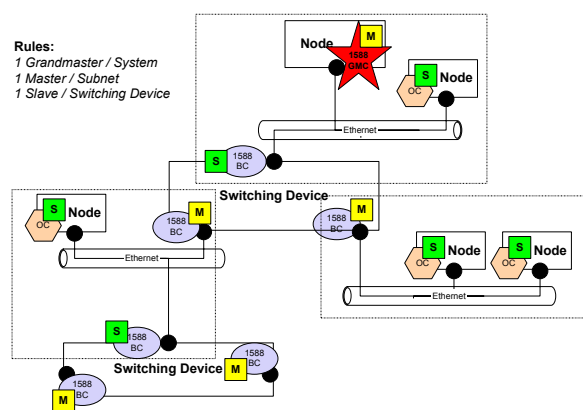 Rules:
1 Grandmaster / System
1 Master / Subnet
1 Slave / Switching Device
M
Node
1588
GMC
S
Node
OC
Ethernet
S
1588
BC
Switching Device
S
Node
OC
M
1588
BC
M
1588
BC
Ethernet
S
Node
OC
S
Node
OC
Ethernet
S
1588
BC
1588
BC
M
Switching Device
1588
BC
M